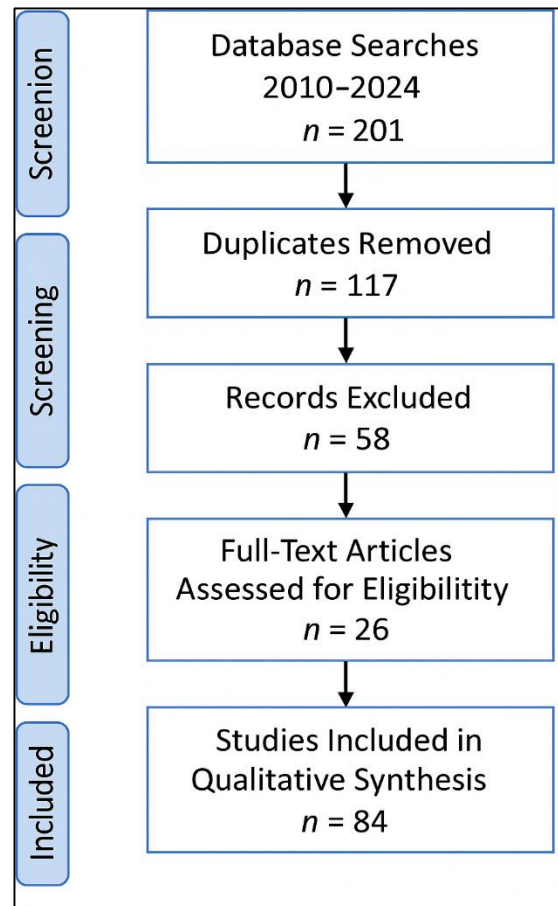 Screenion
Database Searches
2010–2024
n = 201
Screening
Duplicates Removed
n = 117
Records Excluded
n = 58
Eligibility
Full-Text Articles
Assessed for Eligibilitity
n = 26
Included
Studies Included in
Qualitative Synthesis
n = 84